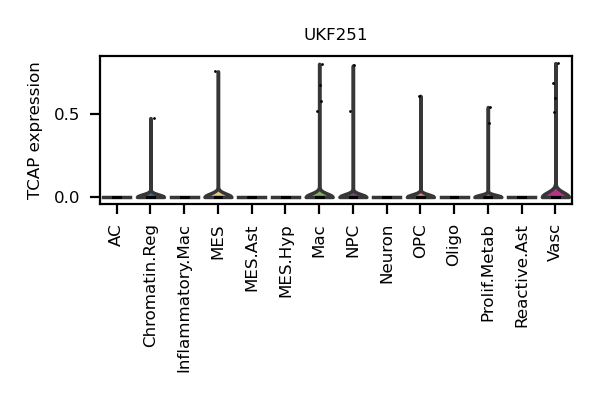 UKF251
TCAP expression
0.5
0.0
AC
Chromatin.Reg
Inflammatory.Mac
MES
MES.Ast
MES.Hyp
Mac
NPC
Neuron
OPC
Oligo
Prolif.Metab
Reactive.Ast
Vasc